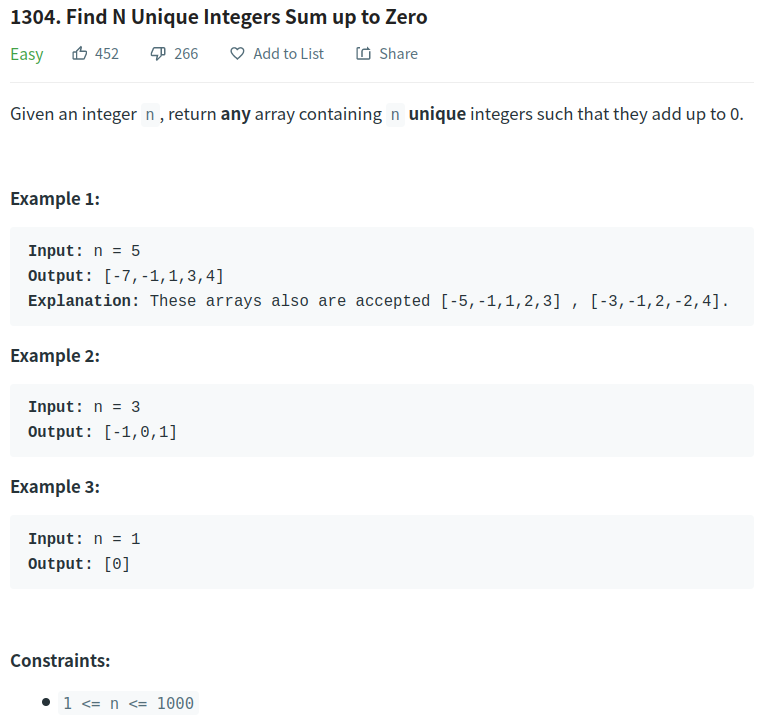 1304. Find N Unique Integers Sum up to Zero
Easy 452 266 Add to List Share
Given an integer n , return any array containing n unique integers such that they add up to 0.
Example 1:
Input: n = 5
Output: [-7,-1,1,3,4]
Explanation: These arrays also are accepted [-5,-1,1,2,3] , [-3,-1,2,-2,4].
Example 2:
Input: n = 3
Output: [-1,0,1]
Example 3:
Input: n = 1
Output: [0]
Constraints:
• 1 <= n <= 1000